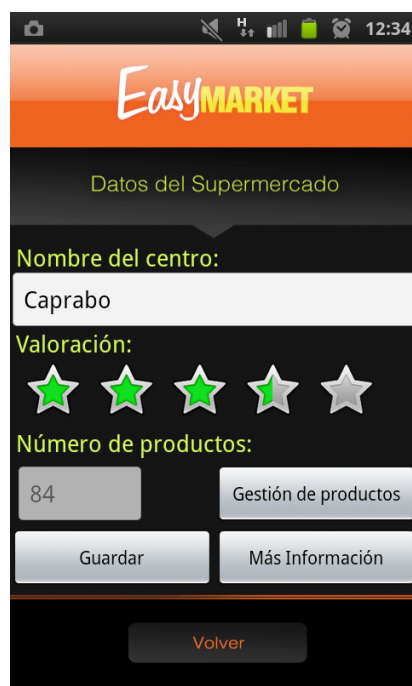 H
12:34
EasyMARKET
Datos del Supermercado
Nombre del centro:
Caprabo
Valoración:
Número de productos:
84
Gestión de productos
Guardar
Más Información
Volver